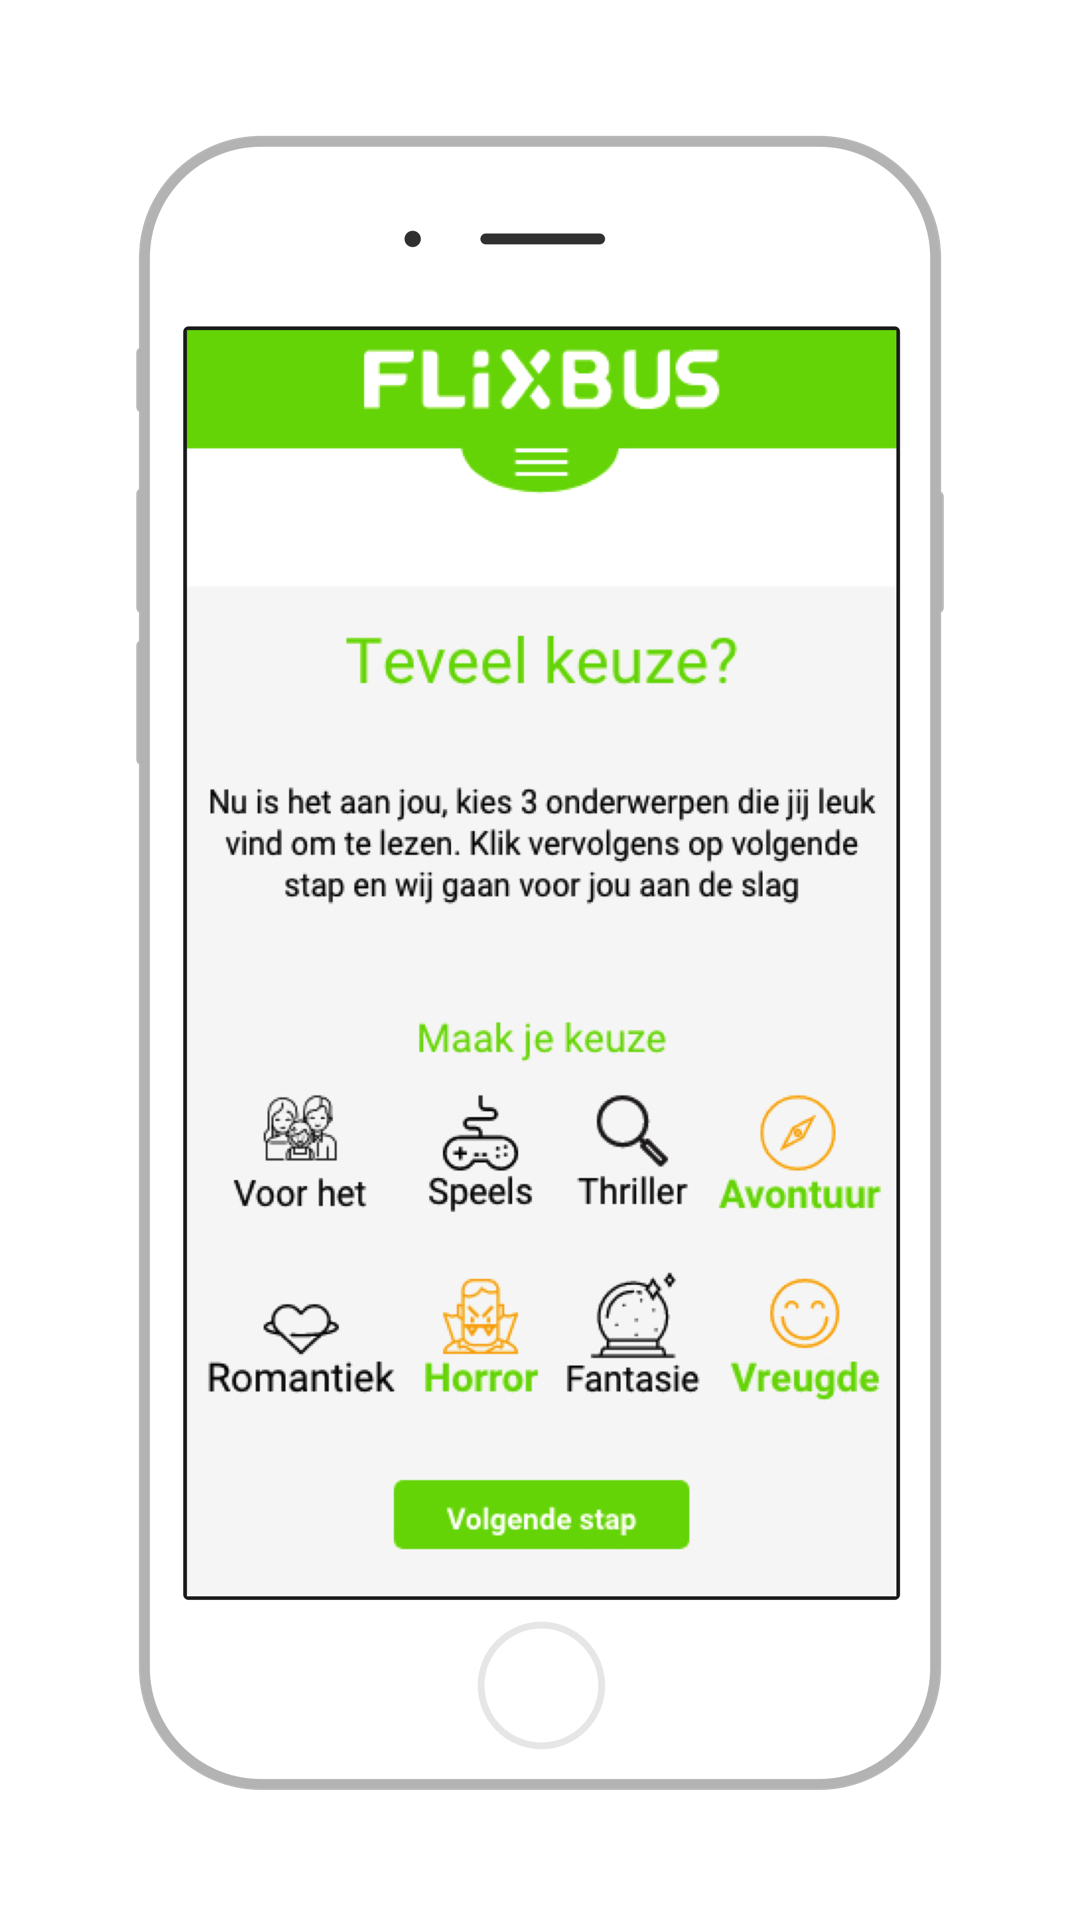 FLiXBUS
Teveel keuze?
Nu is het aan jou, kies 3 onderwerpen die jij leuk
vind om te lezen. Klik vervolgens op volgende
stap en wij gaan voor jou aan de slag
Maak je keuze
Voor het
Speels
Thriller
Avontuur
Romantiek
Horror
Fantasie
Vreugde
Volgende stap